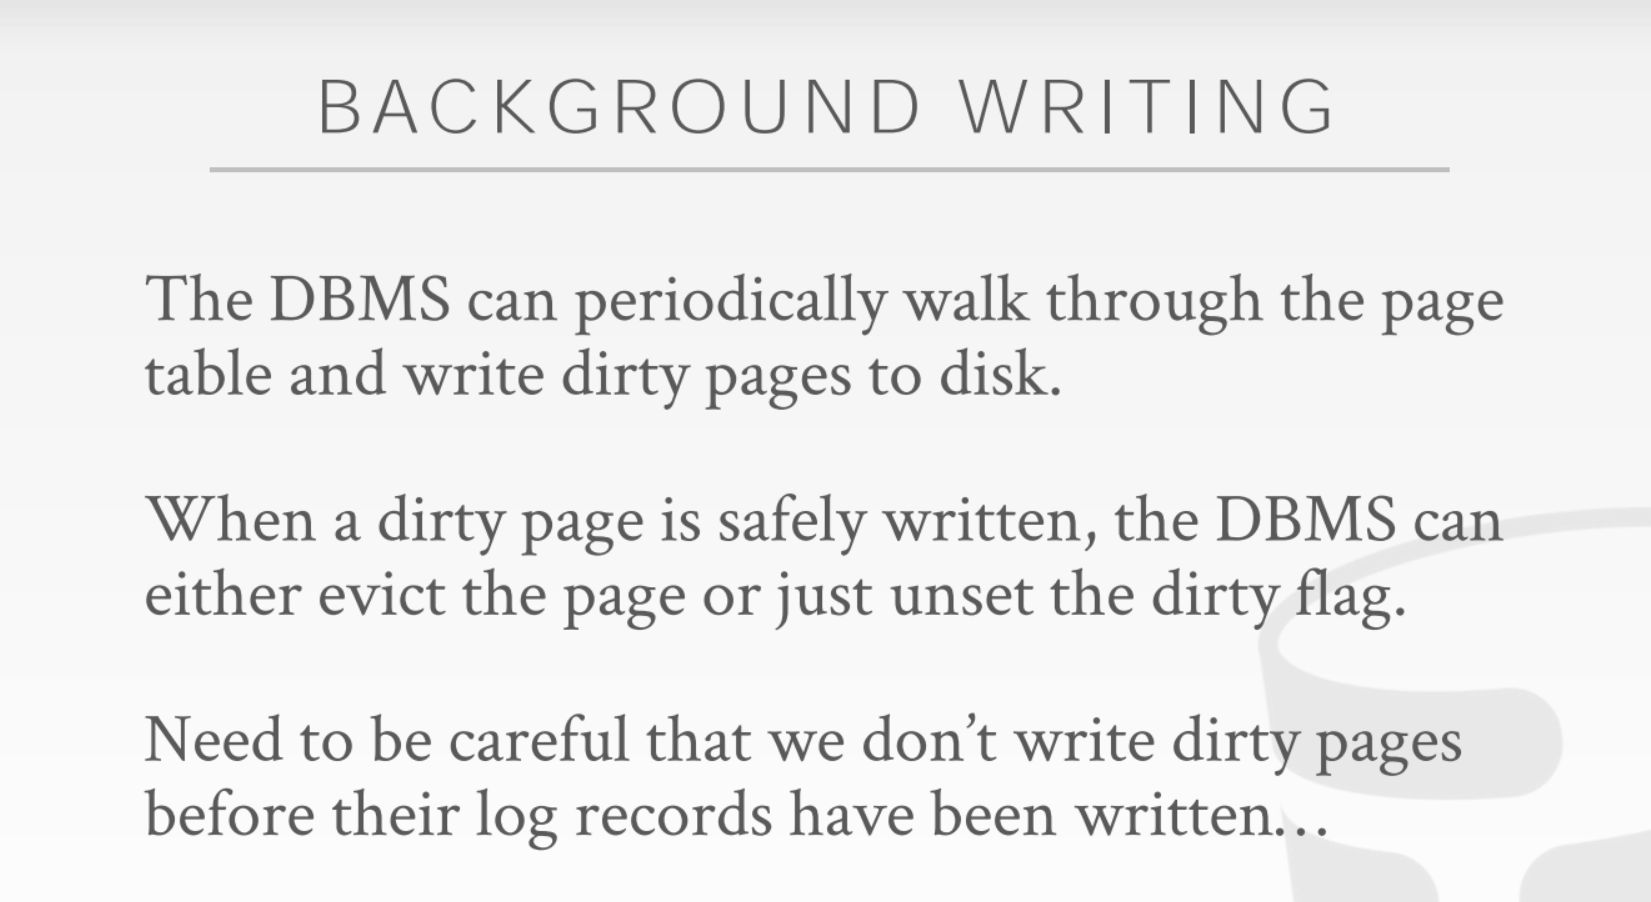 BACKGROUND WRITING
The DBMS can periodically walk through the page
table and write dirty pages to disk.
When a dirty page is safely written, the DBMS can
either evict the page or just unset the dirty flag.
Need to be careful that we don’t write dirty pages
before their log records have been written…